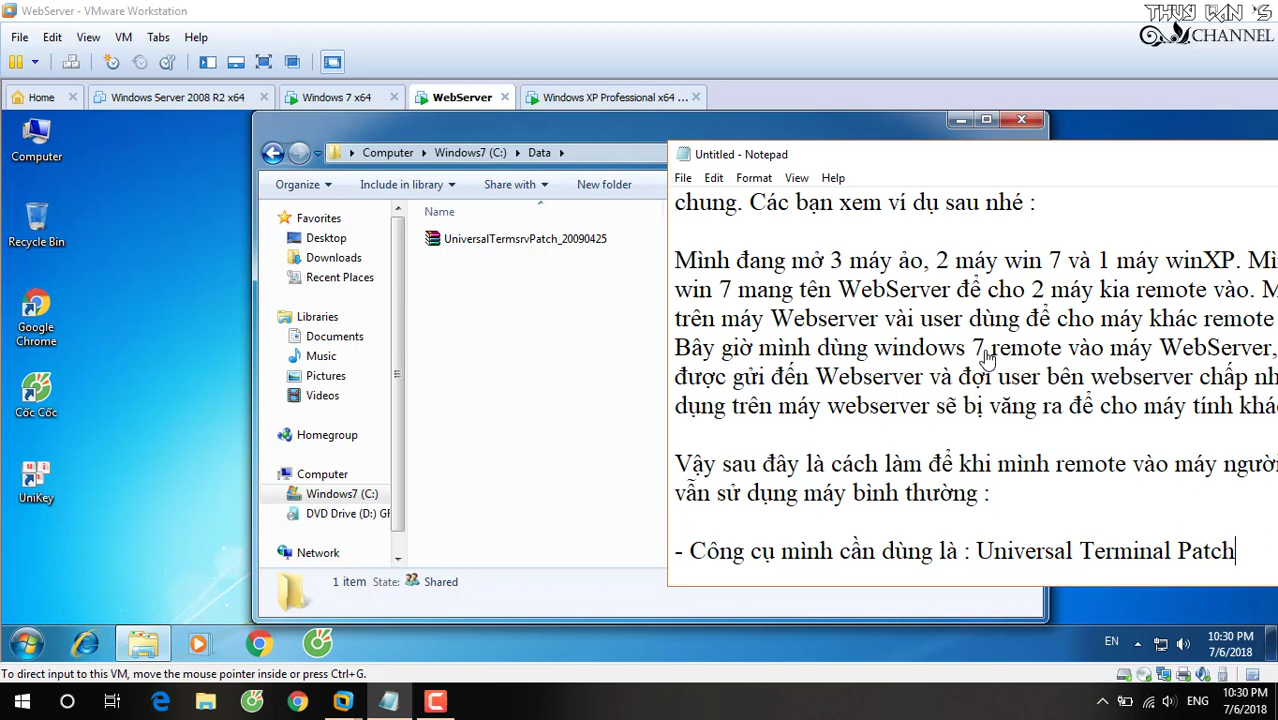 WebServer - VMware Workstation
THUY WIN 'S
CHANNEL
File Edit View VM Tabs Help
Home Windows Server 2008 R2 x64 Windows 7 x64 WebServer Windows XP Professional x64 ...
Computer
Recycle Bin
Google
Chrome
Cốc Cốc
UniKey
Computer Windows7 (C:) Data
Organize Include in library Share with New folder
Favorites
Desktop
Downloads
Recent Places
Libraries
Documents
Music
Pictures
Videos
Homegroup
Computer
Windows7 (C:)
DVD Drive (D:) GR
Network
Name
UniversalTermsrvPatch_20090425
1 item State: Shared
Untitled - Notepad
File Edit Format View Help
chung. Các bạn xem ví dụ sau nhé :
Mình đang mở 3 máy ảo, 2 máy win 7 và 1 máy winXP. Mì
win 7 mang tên WebServer để cho 2 máy kia remote vào. M
trên máy Webserver vài user dùng để cho máy khác remote
Bây giờ mình dùng windows 7 remote vào máy WebServer,
được gửi đến Webserver và đợi user bên webserver chấp nh
dụng trên máy webserver sẽ bị văng ra để cho máy tính khá
Vậy sau đây là cách làm để khi mình remote vào máy ngườ
vẫn sử dụng máy bình thường :
- Công cụ mình cần dùng là : Universal Terminal Patch
EN 10:30 PM
7/6/2018
To direct input to this VM, move the mouse pointer inside or press Ctrl+G.
ENG 10:30 PM
7/6/2018